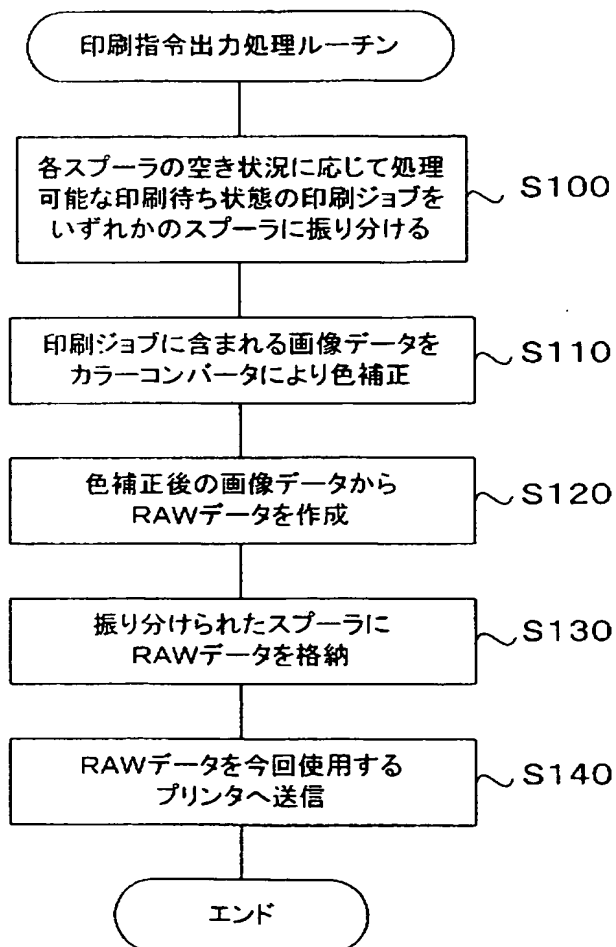 印刷指令出力処理ルーチン
各スプーラの空き状況に応じて処理
可能な印刷待ち状態の印刷ジョブを
いずれかのスプーラに振り分ける
S100
印刷ジョブに含まれる画像データを
カラーコンバータにより色補正
S110
色補正後の画像データから
RAWデータを作成
S120
振り分けられたスプーラに
RAWデータを格納
S130
RAWデータを今回使用する
プリンタへ送信
S140
エンド